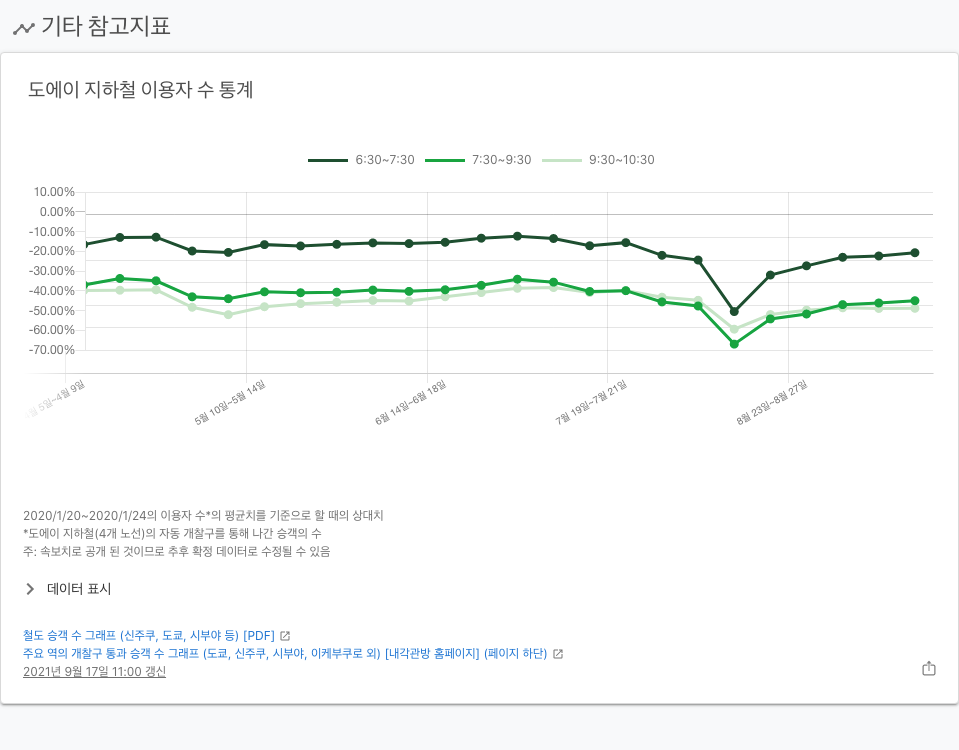 기타 참고지표
도에이 지하철 이용자 수 통계
6:30~7:30 7:30~9:30 9:30~10:30
10.00%
0.00%
-10.00%
-20.00%
-30.00%
-40.00%
-50.00%
-60.00%
-70.00%
5일~4월 9일
5월 10일~5월 14일
6월 14일~6월 18일
7월 19일~7월 21일
8월 23일~8월 27일
2020/1/20~2020/1/24의 이용자 수*의 평균치를 기준으로 할 때의 상대치
*도에이 지하철(4개 노선)의 자동 개찰구를 통해 나간 승객의 수
주: 속보치로 공개 된 것이므로 추후 확정 데이터로 수정될 수 있음
데이터 표시
철도 승객 수 그래프 (신주쿠, 도쿄, 시부야 등) [PDF]
주요 역의 개찰구 통과 승객 수 그래프 (도쿄, 신주쿠, 시부야, 이케부쿠로 외) [내각관방 홈페이지] (페이지 하단)
2021년 9월 17일 11:00 갱신